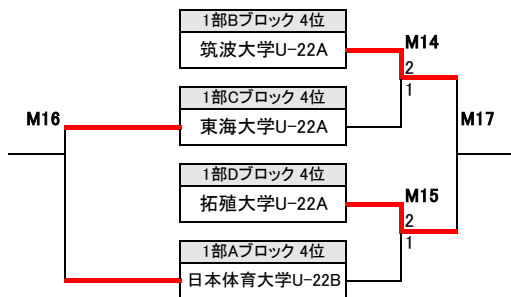 1部Bブロック 4位
筑波大学U-22A
M14
2
1
1部Cブロック 4位
東海大学U-22A
M16
M17
1部Dブロック 4位
拓殖大学U-22A
M15
2
1
1部Aブロック 4位
日本体育大学U-22B